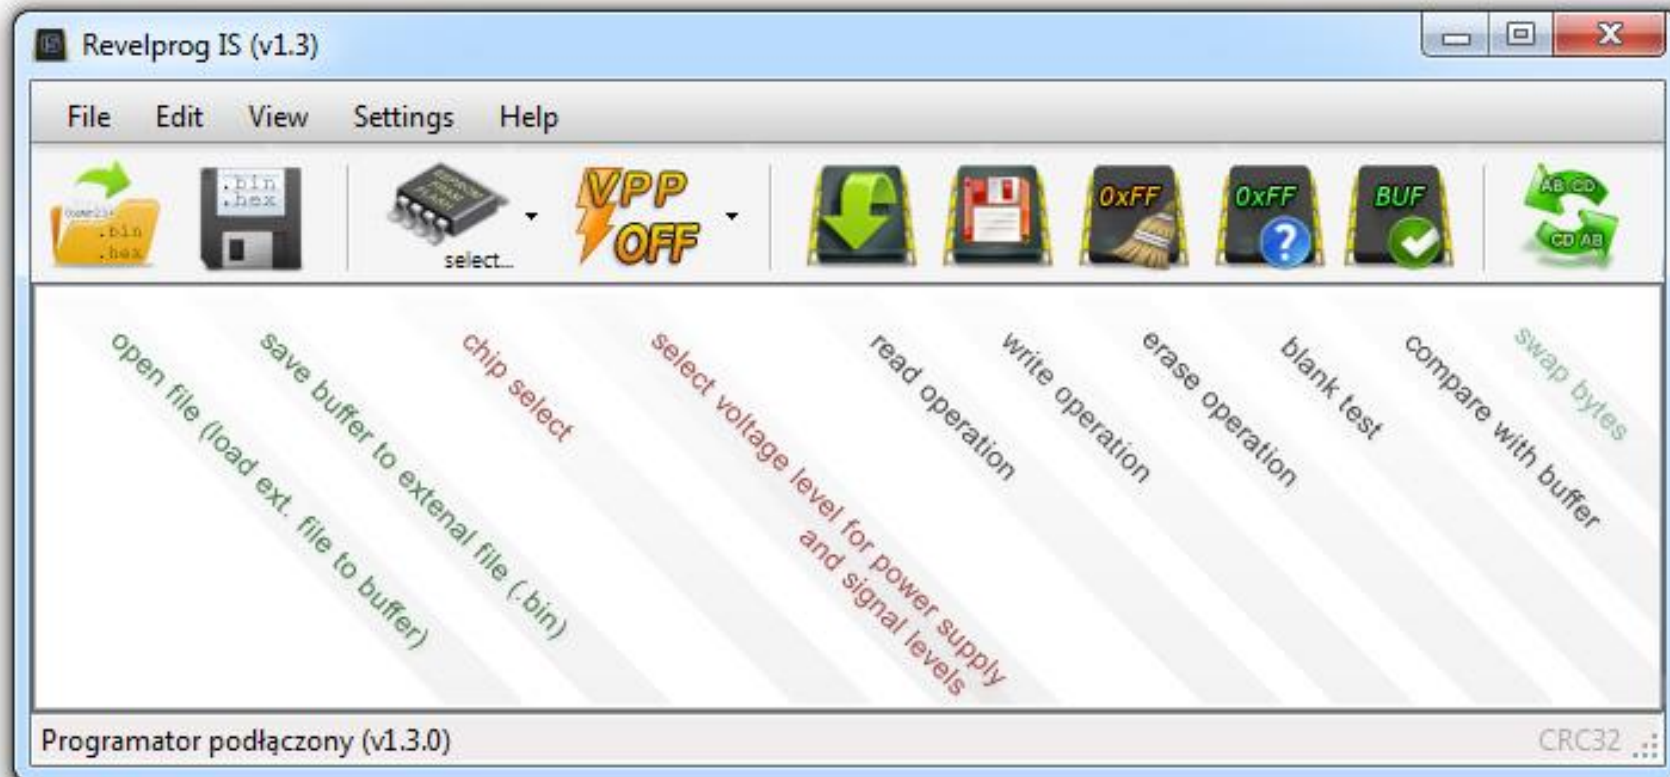 Revelprog IS (v1.3)
File Edit View Settings Help
.bin
.hex
.bin
.hex
EEPROM
FRAM
FLASH
select...
VPP
OFF
0xFF
0xFF
BUF
AB CD
CD AB
open file (load ext. file to buffer)
save buffer to extenal file (.bin)
chip select
select voltage level for power supply
and signal levels
read operation
write operation
erase operation
blank test
compare with buffer
swap bytes
Programator podłączony (v1.3.0)
CRC32